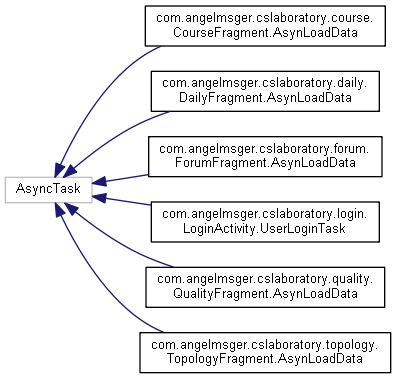 com.angelmsger.cslaboratory.course.
CourseFragment.AsynLoadData
com.angelmsger.cslaboratory.daily.
DailyFragment.AsynLoadData
com.angelmsger.cslaboratory.forum.
ForumFragment.AsynLoadData
AsyncTask
com.angelmsger.cslaboratory.login.
LoginActivity.UserLoginTask
com.angelmsger.cslaboratory.quality.
QualityFragment.AsynLoadData
com.angelmsger.cslaboratory.topology.
TopologyFragment.AsynLoadData